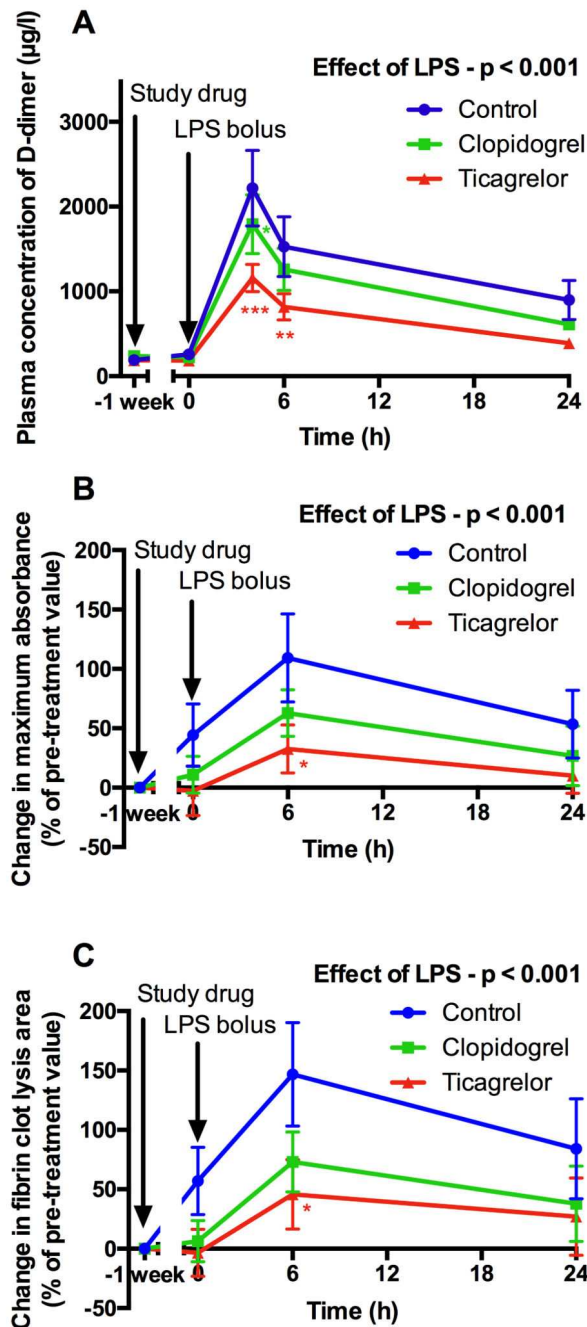 A
Plasma concentration of D-dimer (µg/l)
Effect of LPS - p < 0.001
Study drug
LPS bolus
Control
Clopidogrel
Ticagrelor
3000
2000
1000
0
*
***
**
-1 week
0
6
12
18
24
Time (h)
B
Change in maximum absorbance
(% of pre-treatment value)
Effect of LPS - p < 0.001
Study drug
LPS bolus
Control
Clopidogrel
Ticagrelor
200
150
100
50
0
-50
*
-1 week
0
6
12
18
24
Time (h)
C
Change in fibrin clot lysis area
(% of pre-treatment value)
Effect of LPS - p < 0.001
Study drug
LPS bolus
Control
Clopidogrel
Ticagrelor
200
150
100
50
0
-50
*
-1 week
0
6
12
18
24
Time (h)